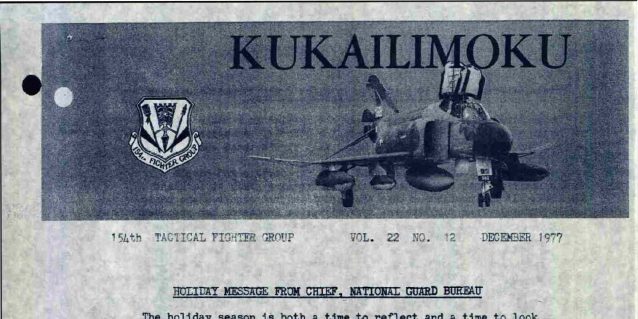 KUKAILIMOKU
154th FIGHTER GROUP
154th TACTICAL FIGHTER GROUP VOL. 22 NO. 12 DECEMBER 1977
HOLIDAY MESSAGE FROM CHIEF, NATIONAL GUARD BUREAU
The holiday season is both a time to reflect and a time to look